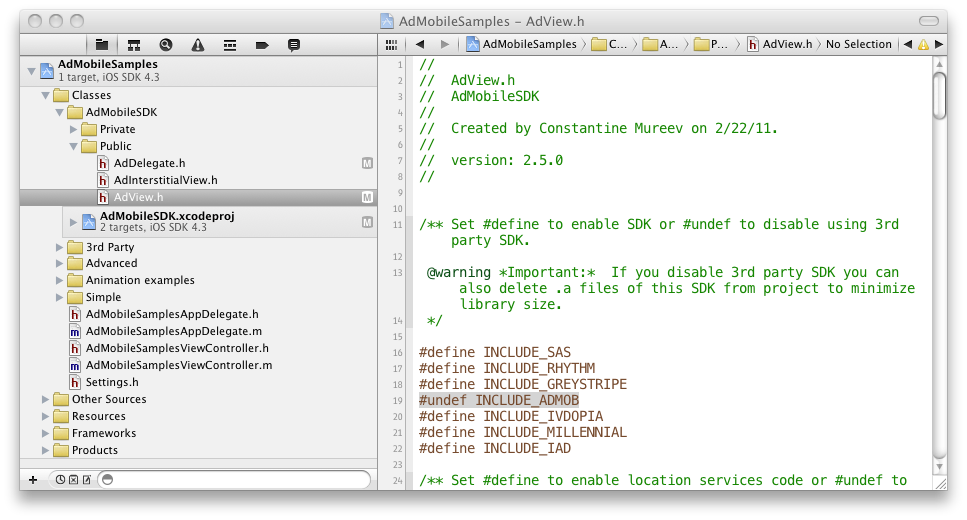 AdMobileSamples – AdView.h
AdMobileSamples
C...
A...
P...
h AdView.h
No Selection
AdMobileSamples
1 target, iOS SDK 4.3
Classes
AdMobileSDK
Private
Public
h AdDelegate.h M
h AdInterstitialView.h
h AdView.h M
AdMobileSDK.xcodeproj M
2 targets, iOS SDK 4.3
3rd Party
Advanced
Animation examples
Simple
h AdMobileSamplesAppDelegate.h
m AdMobileSamplesAppDelegate.m
h AdMobileSamplesViewController.h
m AdMobileSamplesViewController.m
h Settings.h
Other Sources
Resources
Frameworks
Products
1 //
2 // AdView.h
3 // AdMobileSDK
4 //
5 // Created by Constantine Mureev on 2/22/11.
6 //
7 // version: 2.5.0
8 //
9
10
11 /** Set #define to enable SDK or #undef to disable using 3rd
party SDK.
12
13 @warning *Important:* If you disable 3rd party SDK you can
also delete .a files of this SDK from project to minimize
library size.
14 */
15
16 #define INCLUDE_SAS
17 #define INCLUDE_RHYTHM
18 #define INCLUDE_GREYSTRIPE
19 #undef INCLUDE_ADMOB
20 #define INCLUDE_IVDOPIA
21 #define INCLUDE_MILLENNIAL
22 #define INCLUDE_IAD
23
24 /** Set #define to enable location services code or #undef to